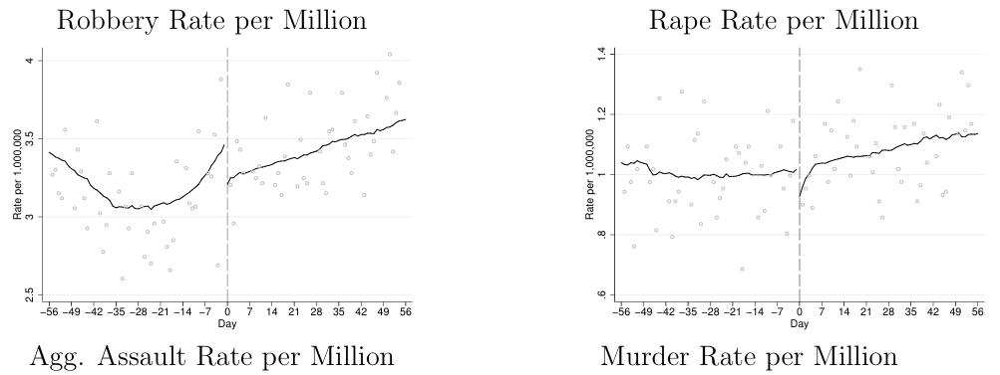 Robbery Rate per Million
Rape Rate per Million
Rate per 1,000,000
4
3.5
3
2.5
−56 −49 −42 −35 −28 −21 −14 −7 0 7 14 21 28 35 42 49 56
Day
Rate per 1,000,000
1.4
1.2
1
.8
.6
−56 −49 −42 −35 −28 −21 −14 −7 0 7 14 21 28 35 42 49 56
Day
Agg. Assault Rate per Million
Murder Rate per Million